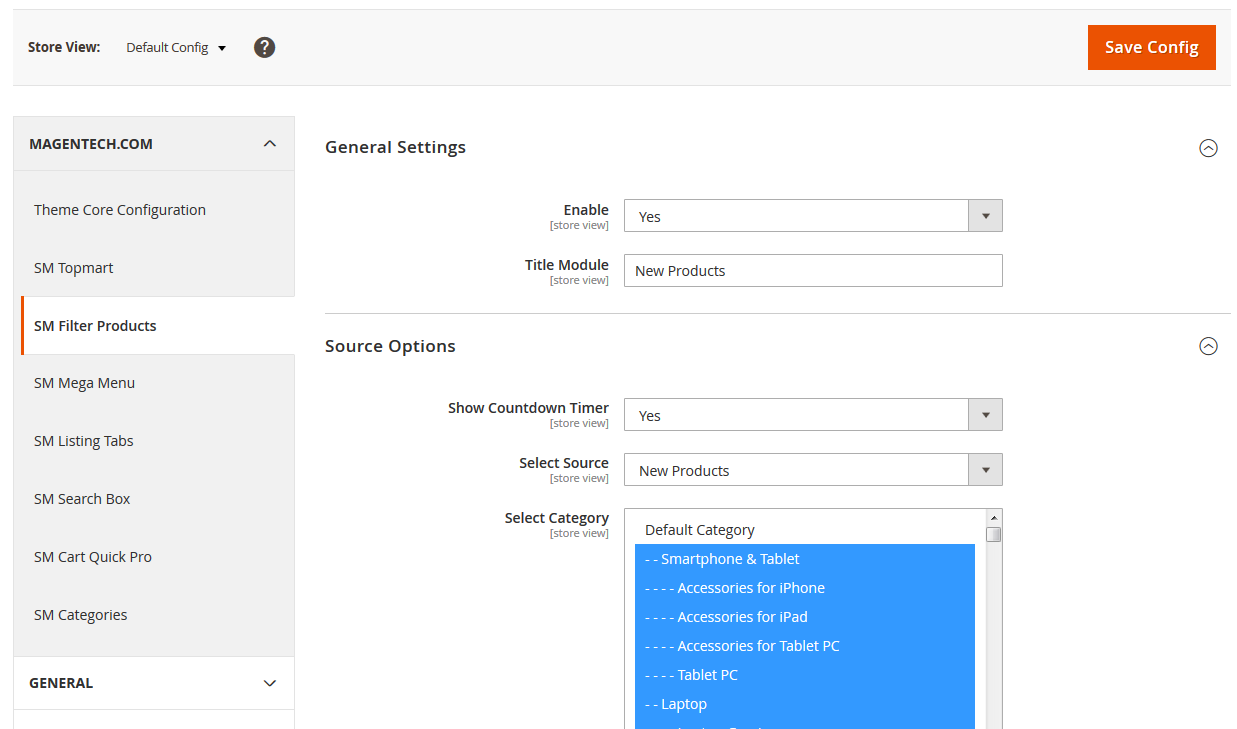 Store View: Default Config ?
Save Config
MAGENTECH.COM
Theme Core Configuration
SM Topmart
SM Filter Products
SM Mega Menu
SM Listing Tabs
SM Search Box
SM Cart Quick Pro
SM Categories
GENERAL
General Settings
Enable
[store view]
Yes
Title Module
[store view]
New Products
Source Options
Show Countdown Timer
[store view]
Yes
Select Source
[store view]
New Products
Select Category
[store view]
Default Category
- - Smartphone & Tablet
- - - - Accessories for iPhone
- - - - Accessories for iPad
- - - - Accessories for Tablet PC
- - - - Tablet PC
- - Laptop